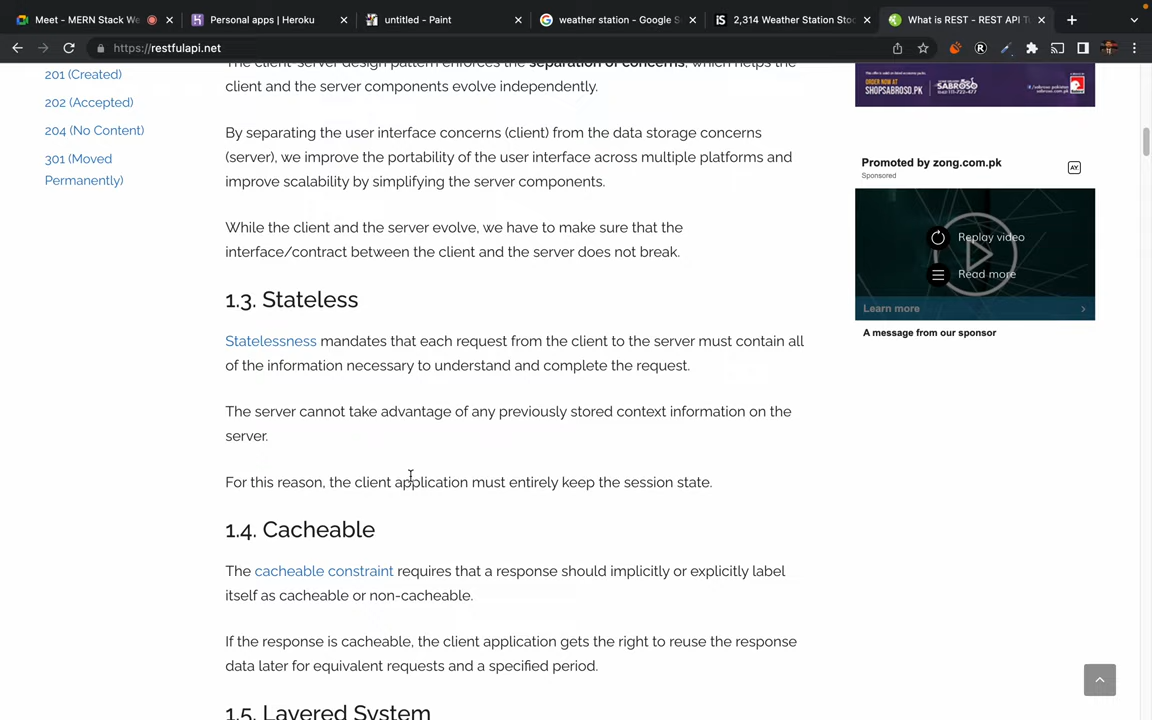 Meet - MERN Stack We
Personal apps | Heroku
untitled - Paint
weather station - Google S
iS 2,314 Weather Station Stoc
What is REST - REST API Tu
https://restfulapi.net
201 (Created)
202 (Accepted)
204 (No Content)
301 (Moved
Permanently)
The client-server design pattern enforces the separation of concerns, which helps the
client and the server components evolve independently.
By separating the user interface concerns (client) from the data storage concerns
(server), we improve the portability of the user interface across multiple platforms and
improve scalability by simplifying the server components.
While the client and the server evolve, we have to make sure that the
interface/contract between the client and the server does not break.
1.3. Stateless
Statelessness mandates that each request from the client to the server must contain all
of the information necessary to understand and complete the request.
The server cannot take advantage of any previously stored context information on the
server.
For this reason, the client application must entirely keep the session state.
1.4. Cacheable
The cacheable constraint requires that a response should implicitly or explicitly label
itself as cacheable or non-cacheable.
If the response is cacheable, the client application gets the right to reuse the response
data later for equivalent requests and a specified period.
1.5. Layered System
ORDER NOW AT
SHOPSABROSO.PK
SABROSO
Promoted by zong.com.pk
Sponsored
AY
Replay video
Read more
Learn more
A message from our sponsor